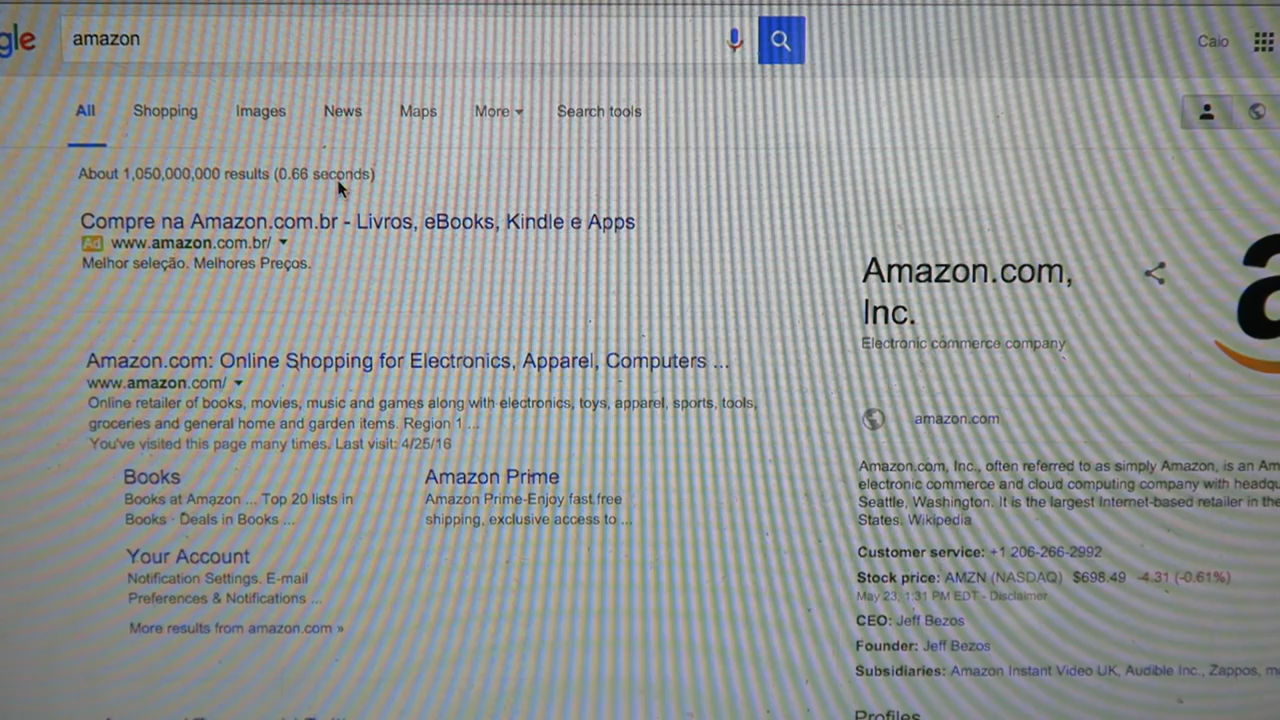 gle
amazon
Caio
All Shopping Images News Maps More Search tools
About 1,050,000,000 results (0.66 seconds)
Compre na Amazon.com.br - Livros, eBooks, Kindle e Apps
Ad www.amazon.com.br/
Melhor seleção. Melhores Preços.
Amazon.com: Online Shopping for Electronics, Apparel, Computers ...
www.amazon.com/
Online retailer of books, movies, music and games along with electronics, toys, apparel, sports, tools,
groceries and general home and garden items. Region 1 ...
You've visited this page many times. Last visit: 4/25/16
Books
Books at Amazon ... Top 20 lists in
Books · Deals in Books ...
Amazon Prime
Amazon Prime-Enjoy fast,free
shipping, exclusive access to ...
Your Account
Notification Settings. E-mail
Preferences & Notifications ...
More results from amazon.com »
Amazon.com,
Inc.
Electronic commerce company
a
amazon.com
Amazon.com, Inc., often referred to as simply Amazon, is an Am
electronic commerce and cloud computing company with headqu
Seattle, Washington. It is the largest Internet-based retailer in the
States. Wikipedia
Customer service: +1 206-266-2992
Stock price: AMZN (NASDAQ) $698.49 -4.31 (-0.61%)
May 23, 1:31 PM EDT - Disclaimer
CEO: Jeff Bezos
Founder: Jeff Bezos
Subsidiaries: Amazon Instant Video UK, Audible Inc., Zappos, m
Profiles